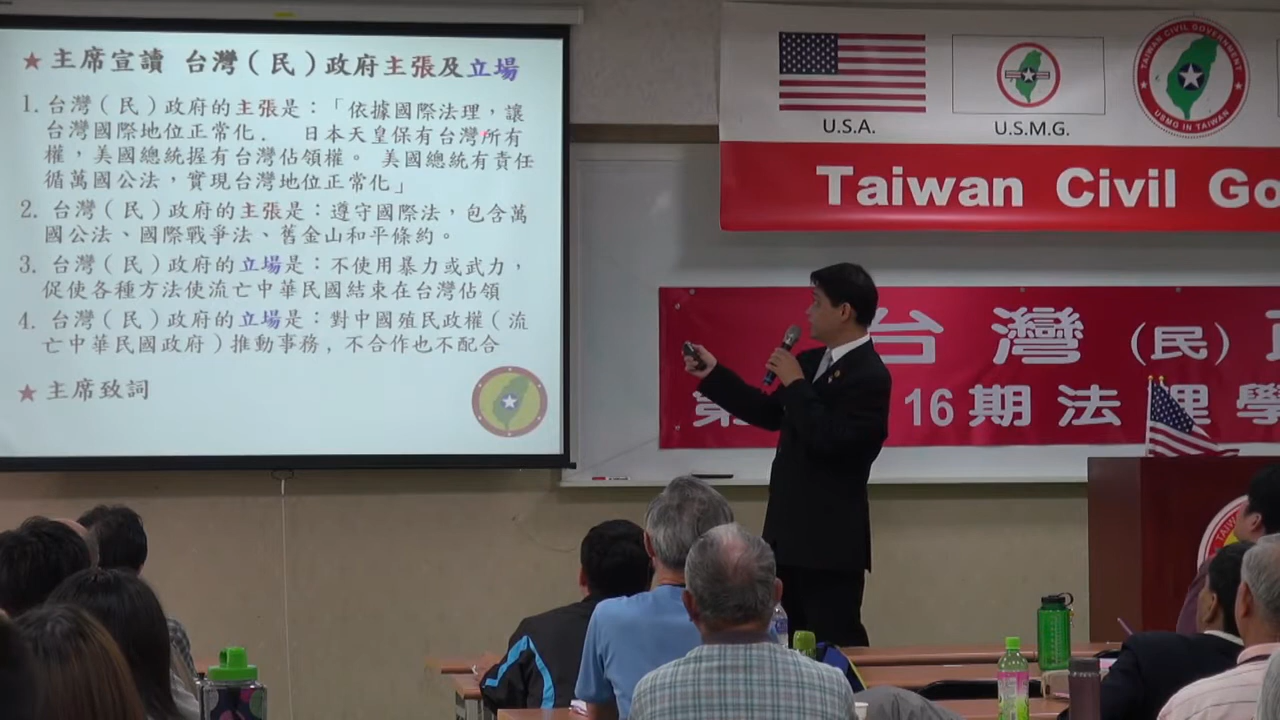 ★ 主席宣讀 台灣(民)政府主張及立場
1. 台灣(民)政府的主張是:「依據國際法理,讓
台灣國際地位正常化. 日本天皇保有台灣所有
權,美國總統握有台灣佔領權。 美國總統有責任
循萬國公法,實現台灣地位正常化」
2. 台灣(民)政府的主張是:遵守國際法,包含萬
國公法、國際戰爭法、舊金山和平條約。
3. 台灣(民)政府的立場是:不使用暴力或武力,
促使各種方法使流亡中華民國結束在台灣佔領
4. 台灣(民)政府的立場是:對中國殖民政權(流
亡中華民國政府)推動事務, 不合作也不配合
★ 主席致詞
U.S.A.
U.S.M.G.
TAIWAN CIVIL GOVERNMENT
USMG IN TAIWAN
Taiwan Civil Go
台灣(民)
第 16期法理學